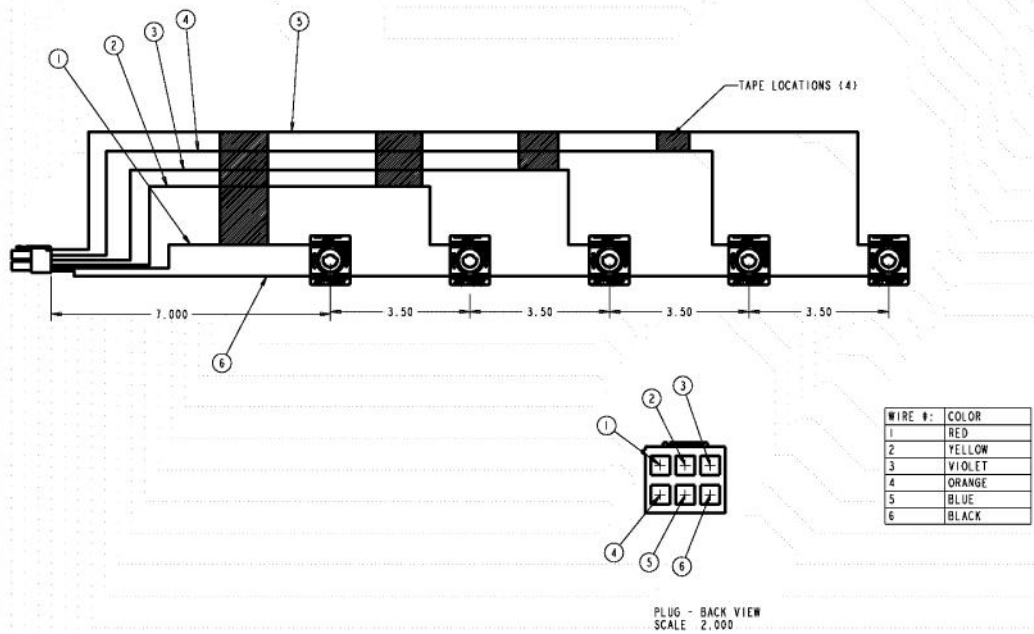 4
5
3
2
1
TAPE LOCATIONS (4)
7.000
3.50
3.50
3.50
3.50
6
3
2
1
WIRE #: COLOR
1 RED
2 YELLOW
3 VIOLET
4 ORANGE
5 BLUE
6 BLACK
4
5
6
PLUG - BACK VIEW
SCALE 2.000